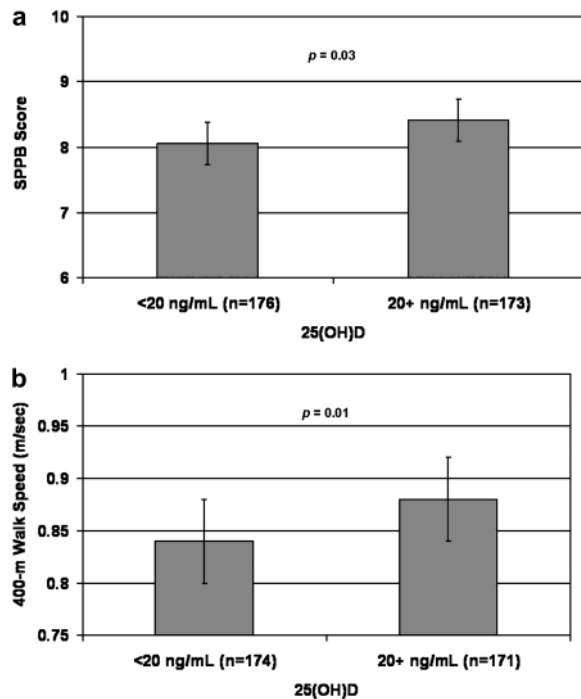 a
10
p = 0.03
9
SPPB Score
8
7
6
<20 ng/mL (n=176) 20+ ng/mL (n=173)
25(OH)D
b
1
p = 0.01
0.95
400-m Walk Speed (m/sec)
0.9
0.85
0.8
0.75
<20 ng/mL (n=174) 20+ ng/mL (n=171)
25(OH)D